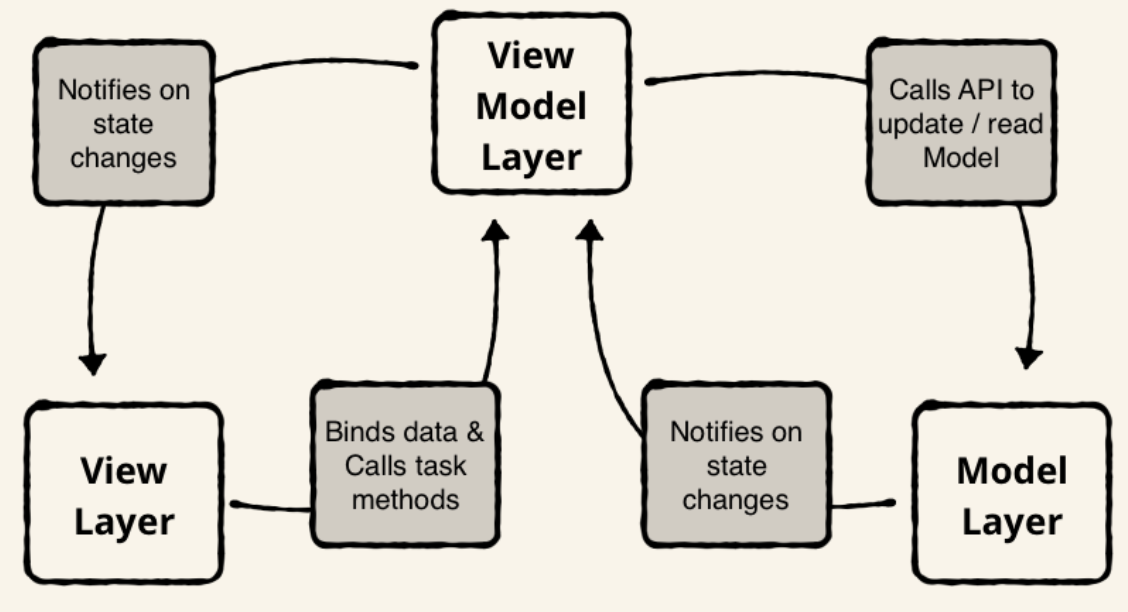 View
Model
Layer
Notifies on
state
changes
Calls API to
update / read
Model
View
Layer
Binds data &
Calls task
methods
Notifies on
state
changes
Model
Layer